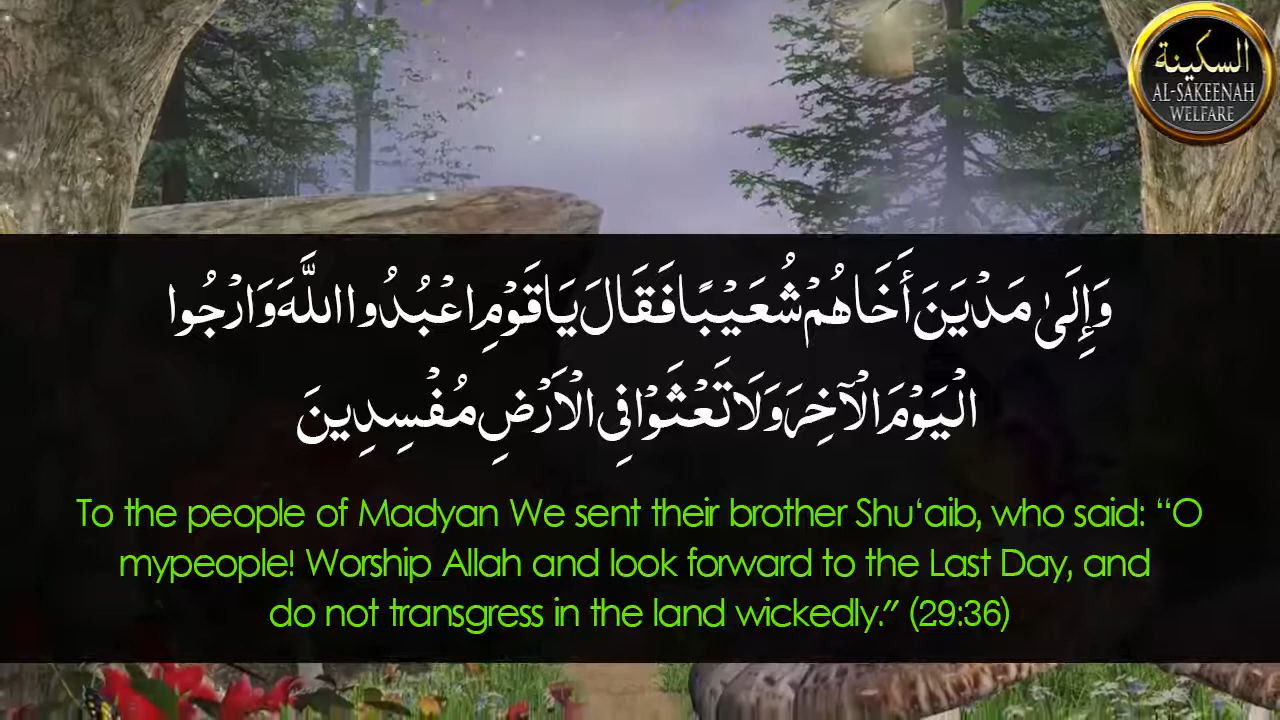 السكينة
AL-SAKEENAH
WELFARE
وَإِلَىٰ مَدْيَنَ أَخَاهُمْ شُعَيْبًا فَقَالَ يَا قَوْمِ اعْبُدُوا اللَّهَ وَارْجُوا
الْيَوْمَ الْآخِرَ وَلَا تَعْثَوْا فِي الْأَرْضِ مُفْسِدِينَ
To the people of Madyan We sent their brother Shu‘aib, who said: “O
mypeople! Worship Allah and look forward to the Last Day, and
do not transgress in the land wickedly.” (29:36)